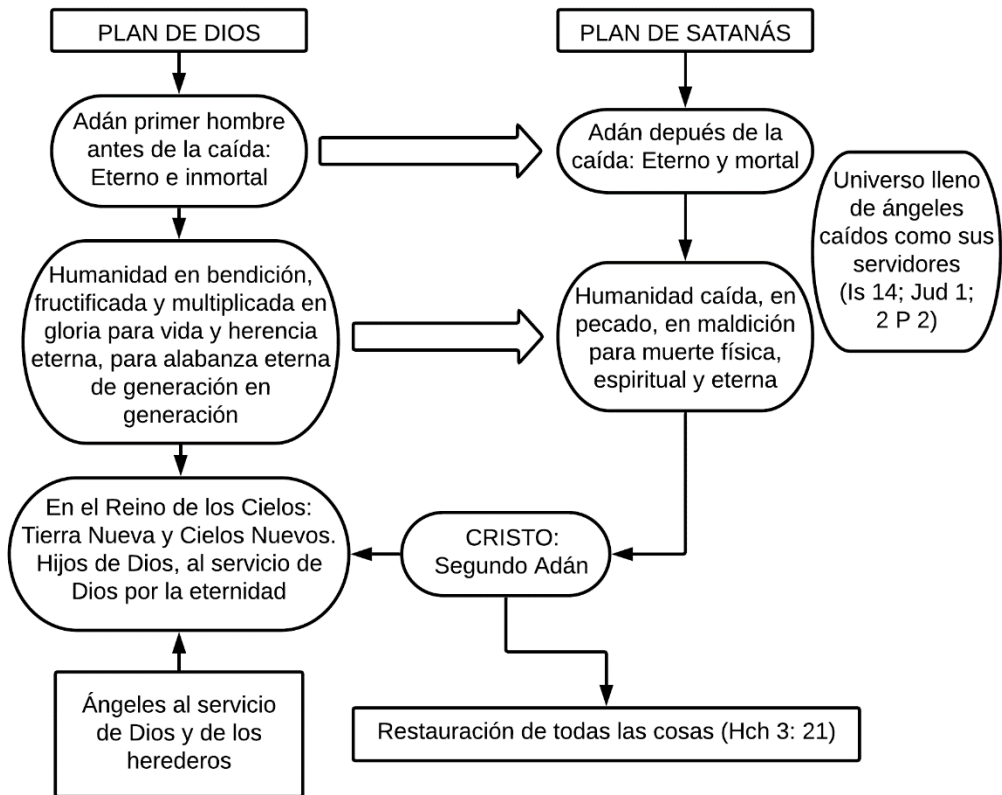 PLAN DE DIOS
PLAN DE SATANÁS
Adán primer hombre
antes de la caída:
Eterno e inmortal
Adán depués de la
caída: Eterno y mortal
Universo lleno
de ángeles
caídos como sus
servidores
(Is 14; Jud 1;
2 P 2)
Humanidad en bendición,
fructificada y multiplicada en
gloria para vida y herencia
eterna, para alabanza eterna
de generación en
generación
Humanidad caída, en
pecado, en maldición
para muerte física,
espiritual y eterna
En el Reino de los Cielos:
Tierra Nueva y Cielos Nuevos.
Hijos de Dios, al servicio de
Dios por la eternidad
CRISTO:
Segundo Adán
Ángeles al servicio
de Dios y de los
herederos
Restauración de todas las cosas (Hch 3: 21)